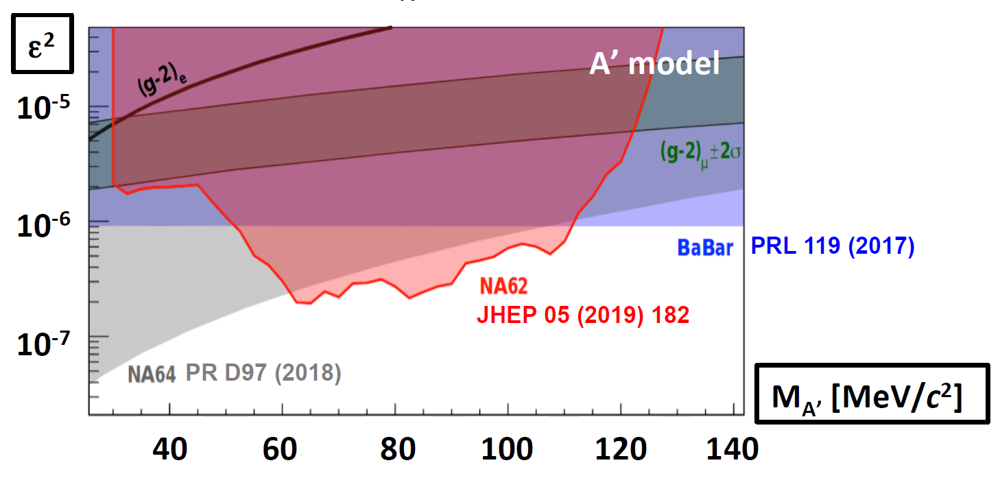 ε²
A’ model
(g-2)e
10-5
(g-2)μ±2σ
10-6
BaBar PRL 119 (2017)
NA62
JHEP 05 (2019) 182
10-7
NA64 PR D97 (2018)
MA’ [MeV/c²]
40 60 80 100 120 140